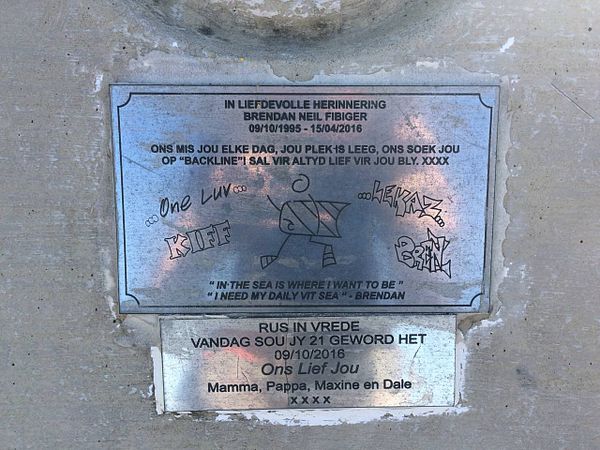 IN LIEFDEVOLLE HERINNERING
BRENDAN NEIL FIBIGER
09/10/1995 - 15/04/2016
ONS MIS JOU ELKE DAG, JOU PLEK IS LEEG, ONS SOEK JOU
OP "BACKLINE"! SAL VIR ALTYD LIEF VIR JOU BLY. XXXX
...One Luv...
KIFF
"IN THE SEA IS WHERE I WANT TO BE"
"I NEED MY DAILY VIT SEA" - BRENDAN
RUS IN VREDE
VANDAG SOU JY 21 GEWORD HET
09/10/2016
Ons Lief Jou
Mamma, Pappa, Maxine en Dale
x x x x